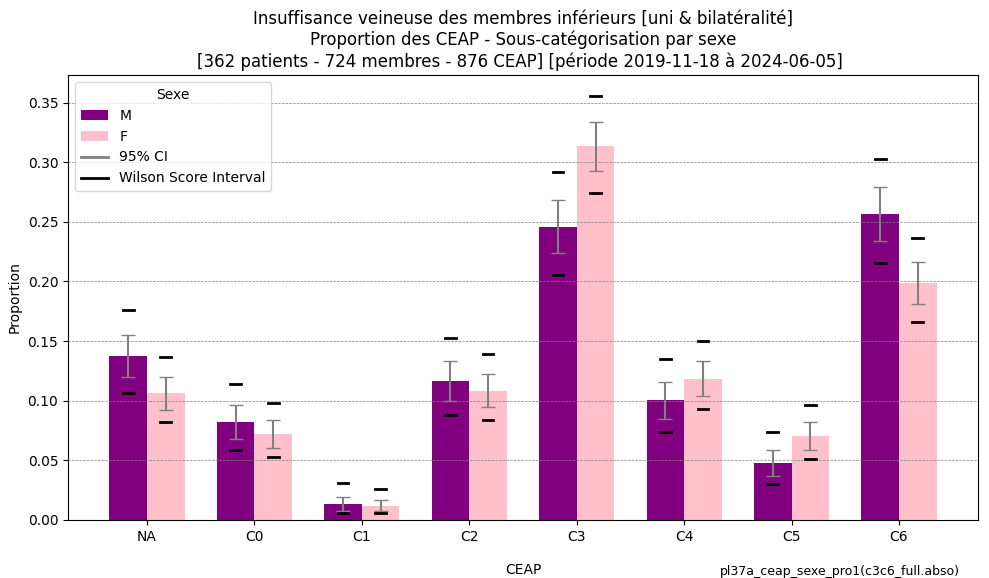 Insuffisance veineuse des membres inférieurs [uni & bilatéralité]
Proportion des CEAP - Sous-catégorisation par sexe
[362 patients - 724 membres - 876 CEAP] [période 2019-11-18 à 2024-06-05]
Sexe
M
F
95% CI
Wilson Score Interval
Proportion
0.35
0.30
0.25
0.20
0.15
0.10
0.05
0.00
NA C0 C1 C2 C3 C4 C5 C6
CEAP
pl37a_ceap_sexe_pro1(c3c6_full.abso)